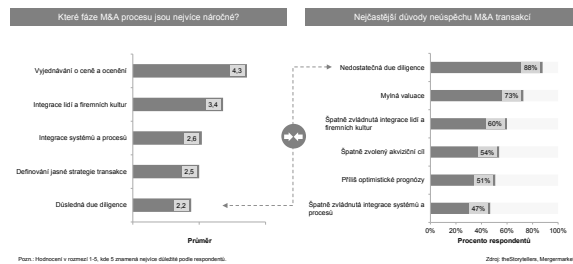 Které fáze M&A procesu jsou nejvíce náročné?
Vyjednávání o ceně a ocenění
4,3
Integrace lidí a firemních kultur
3,4
Integrace systémů a procesů
2,6
Definování jasné strategie transakce
2,5
Důsledná due diligence
2,2
Průměr
Pozn.: Hodnocení v rozmezí 1-5, kde 5 znamená nejvíce důležité podle respondentů.
Nejčastější důvody neúspěchu M&A transakcí
Nedostatečná due diligence
88%
Mylná valuace
73%
Špatně zvládnutá integrace lidí a
firemních kultur
60%
Špatně zvolený akviziční cíl
54%
Příliš optimistické prognózy
51%
Špatně zvládnutá integrace systémů a
procesů
47%
0% 20% 40% 60% 80% 100%
Procento respondentů
Zdroj: theStorytellers, Mergermarke